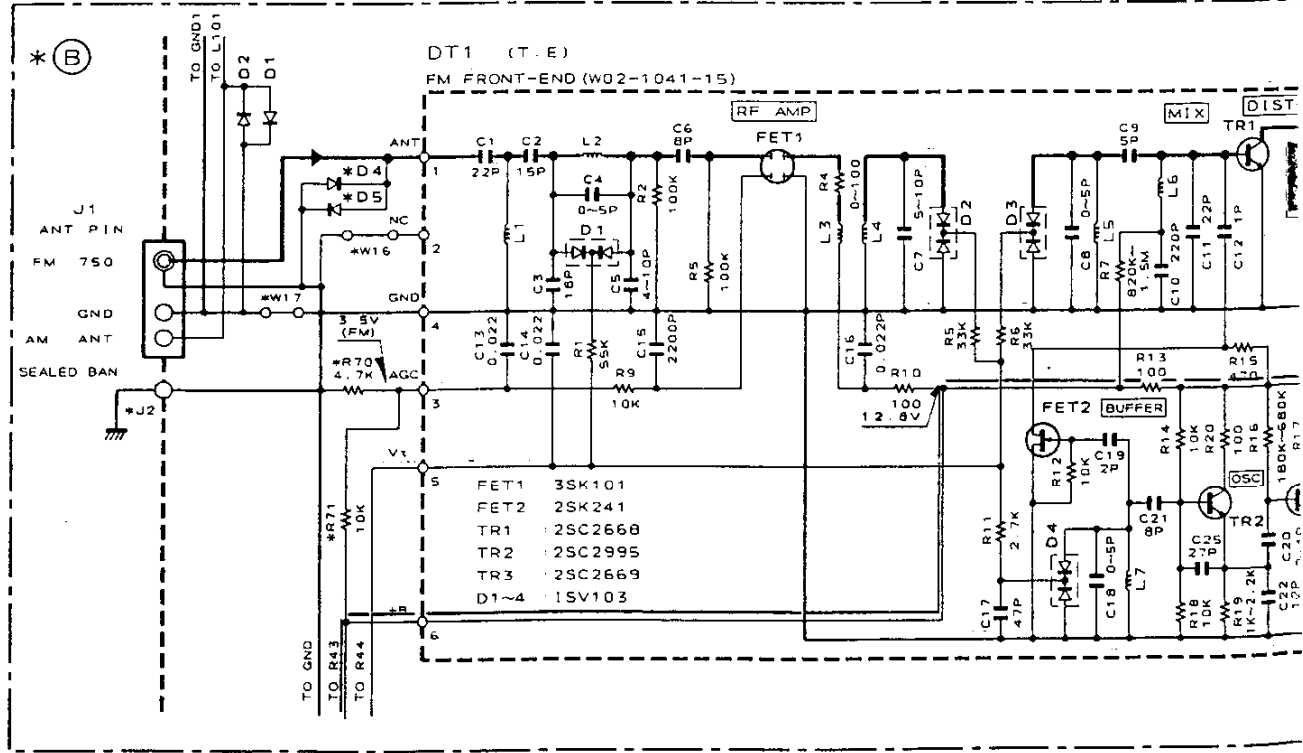 * B
TO GND1
TO L101
D2
D1
DT1 (T.E)
FM FRONT-END (W02-1041-15)
RF AMP
FET1
MIX
DIST
TR1
ANT
1
C1
22P
C2
15P
L2
C6
8P
C9
5P
*D4
*D5
C4
0~5P
D1
R2
100K
R4
0~100
L6
J1
ANT PIN
FM 75Ω
GND
AM ANT
SEALED BAN
*J2
NC
2
*W16
*W17
GND
4
3.5V
(FM)
*R70
4.7K
AGC
3
L1
C3
18P
C5
4~10P
R5
100K
L3
L4
C7
5~10P
D2
D3
C8
0~5P
L5
R7
820K~
1.5M
C10
220P
C11
22P
C12
1P
C13
0.022
C14
0.022
R1
55K
C15
2200P
C16
0.022P
R5
33K
R6
33K
R9
10K
R10
100
12.8V
R13
100
R15
470
FET2
BUFFER
Vt
5
FET1 3SK101
FET2 2SK241
TR1 2SC2668
TR2 2SC2995
TR3 2SC2669
D1~4 1SV103
*R71
10K
R12
10K
C19
2P
R14
10K
R20
100
R16
180K~680K
R17
OSC
TR2
R11
2.7K
D4
C21
8P
C25
27P
C20
C17
47P
C18
0~5P
L7
R18
10K
R19
1K~2.2K
C22
+B
6
TO GND
TO R43
TO R44